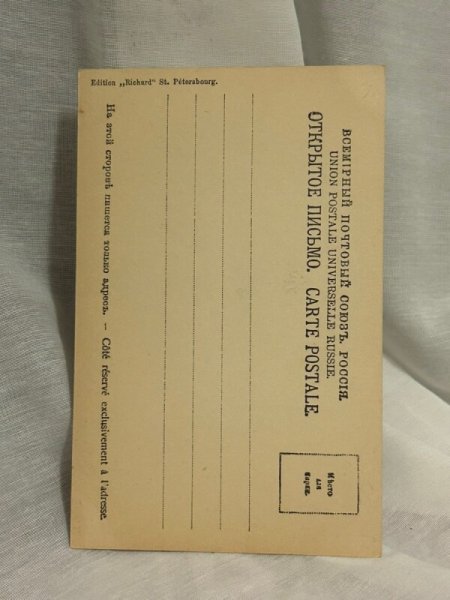 ВСЕМІРНЫЙ ПОЧТОВЫЙ СОЮЗЪ. РОССІЯ.
UNION POSTALE UNIVERSELLE RUSSIE.
ОТКРЫТОЕ ПИСЬМО. CARTE POSTALE.
Мѣсто
для
марки.
На этой сторонѣ пишется только адресъ. — Côté réservé exclusivement à l'adresse.
Edition „Richard" St. Pétersbourg.